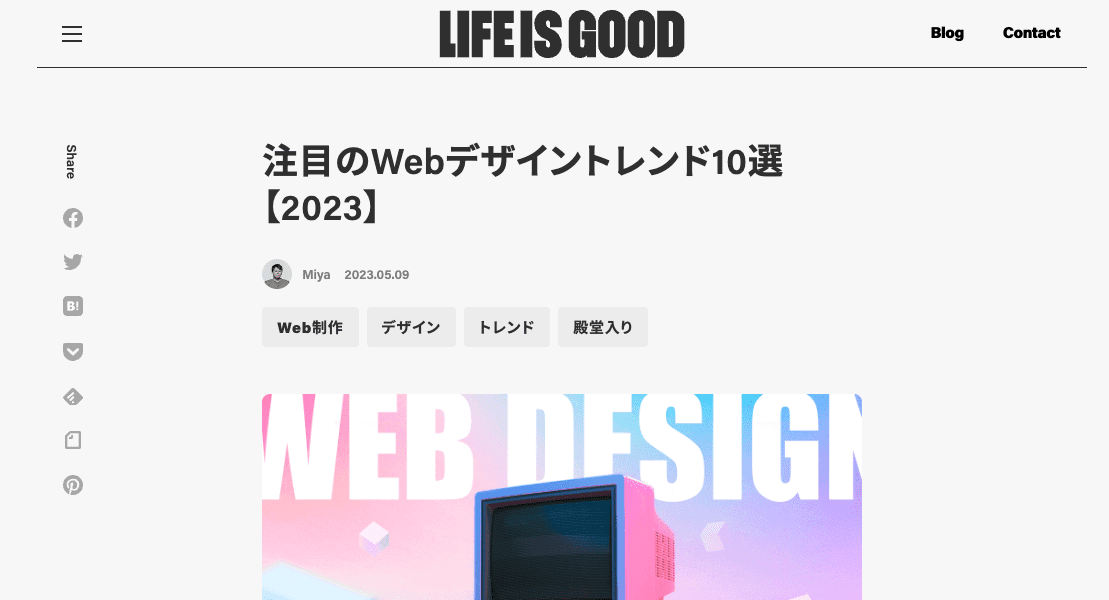 LIFE IS GOOD
Blog
Contact
Share
注目のWebデザイントレンド10選
【2023】
Miya 2023.05.09
Web制作
デザイン
トレンド
殿堂入り
B!
WEB DESIGN